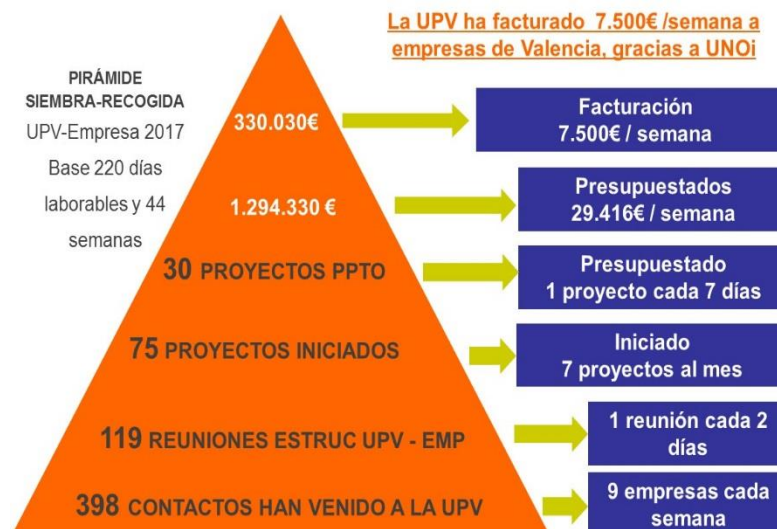 La UPV ha facturado 7.500€ /semana a
empresas de Valencia, gracias a UNOi
PIRÁMIDE
SIEMBRA-RECOGIDA
UPV-Empresa 2017
Base 220 días
laborables y 44
semanas
330.030€
Facturación
7.500€ / semana
1.294.330 €
Presupuestados
29.416€ / semana
30 PROYECTOS PPTO
Presupuestado
1 proyecto cada 7 días
75 PROYECTOS INICIADOS
Iniciado
7 proyectos al mes
119 REUNIONES ESTRUC UPV - EMP
1 reunión cada 2
días
398 CONTACTOS HAN VENIDO A LA UPV
9 empresas cada
semana